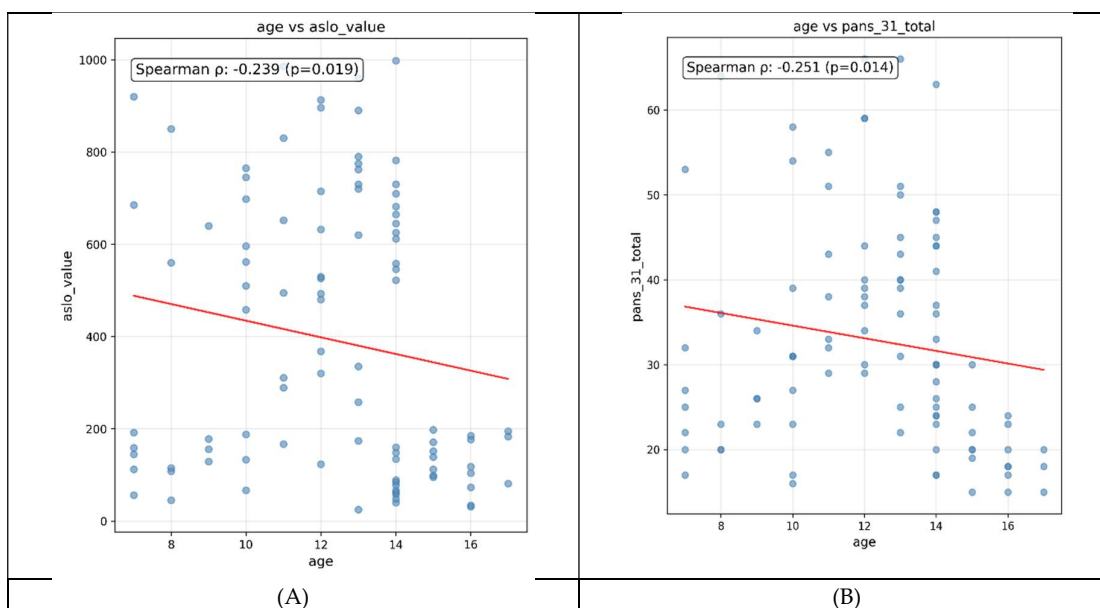 age vs aslo_value
Spearman ρ: -0.239 (p=0.019)
1000
800
600
400
200
0
aslo_value
8
10
12
14
16
age
(A)
age vs pans_31_total
Spearman ρ: -0.251 (p=0.014)
60
50
40
30
20
pans_31_total
8
10
12
14
16
age
(B)